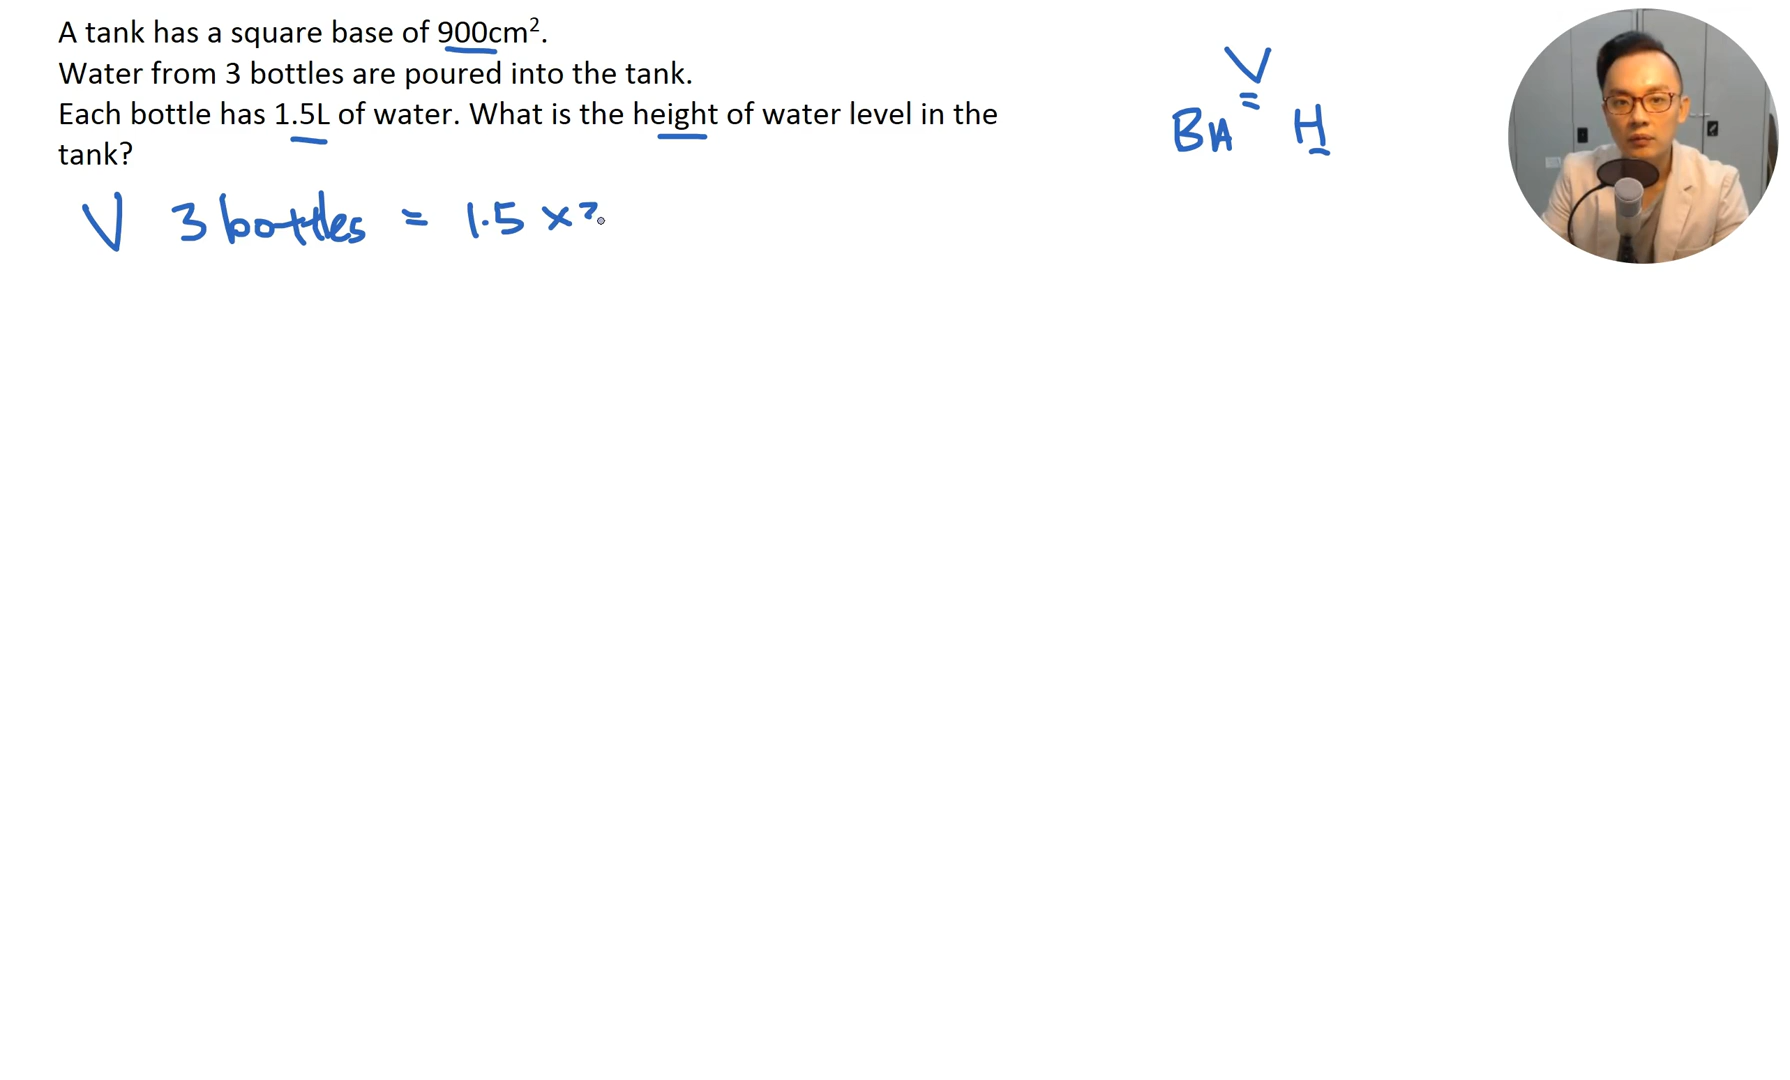 A tank has a square base of 900cm².
Water from 3 bottles are poured into the tank.
Each bottle has 1.5L of water. What is the height of water level in the
tank?
V
=
BA H
V 3 bottles = 1.5 x